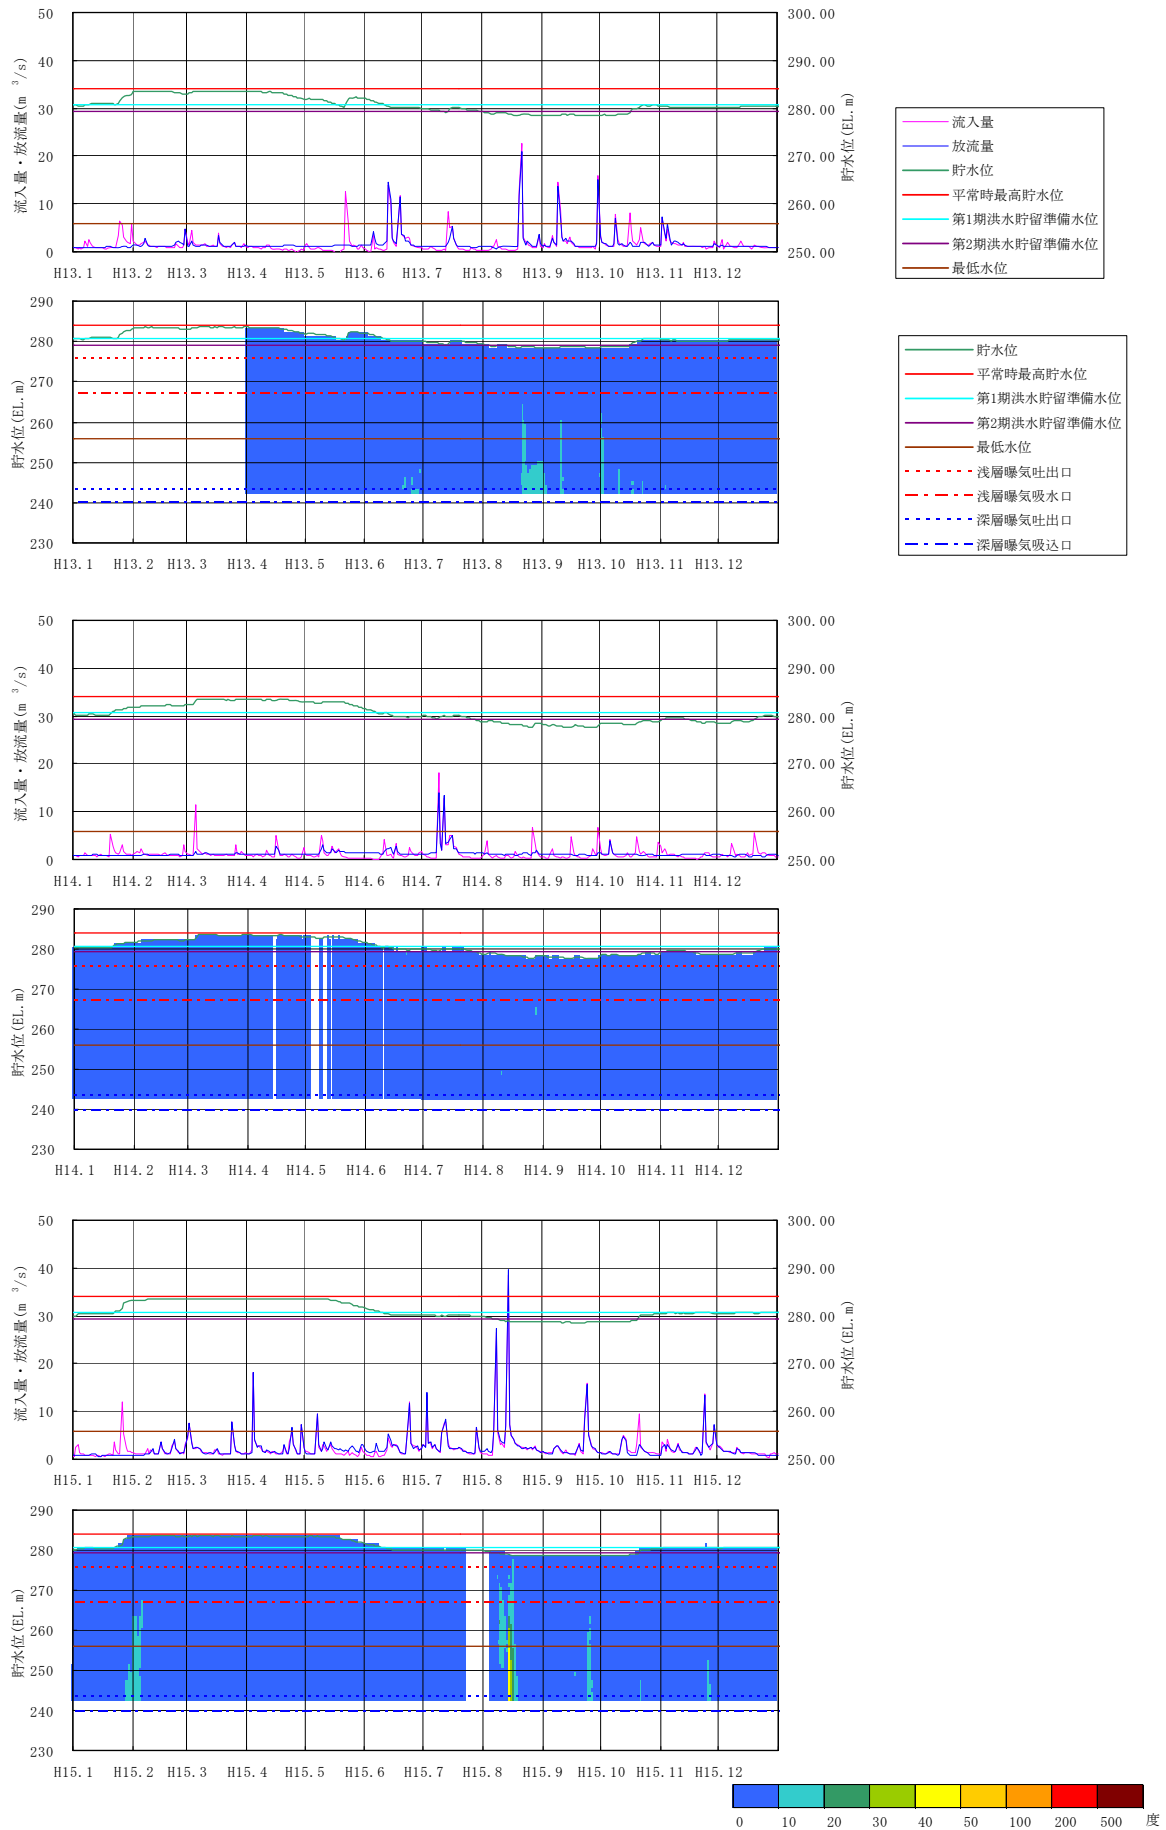 50
40
30
20
10
0
流入量・放流量(m ³/s)
300.00
290.00
280.00
270.00
260.00
250.00
貯水位(EL.m)
H13.1 H13.2 H13.3 H13.4 H13.5 H13.6 H13.7 H13.8 H13.9 H13.10 H13.11 H13.12
流入量
放流量
貯水位
平常時最高貯水位
第1期洪水貯留準備水位
第2期洪水貯留準備水位
最低水位
290
280
270
260
250
240
230
貯水位(EL.m)
H13.1 H13.2 H13.3 H13.4 H13.5 H13.6 H13.7 H13.8 H13.9 H13.10 H13.11 H13.12
貯水位
平常時最高貯水位
第1期洪水貯留準備水位
第2期洪水貯留準備水位
最低水位
浅層曝気吐出口
浅層曝気吸水口
深層曝気吐出口
深層曝気吸込口
50
40
30
20
10
0
流入量・放流量(m ³/s)
300.00
290.00
280.00
270.00
260.00
250.00
貯水位(EL.m)
H14.1 H14.2 H14.3 H14.4 H14.5 H14.6 H14.7 H14.8 H14.9 H14.10 H14.11 H14.12
290
280
270
260
250
240
230
貯水位(EL.m)
H14.1 H14.2 H14.3 H14.4 H14.5 H14.6 H14.7 H14.8 H14.9 H14.10 H14.11 H14.12
50
40
30
20
10
0
流入量・放流量(m ³/s)
300.00
290.00
280.00
270.00
260.00
250.00
貯水位(EL.m)
H15.1 H15.2 H15.3 H15.4 H15.5 H15.6 H15.7 H15.8 H15.9 H15.10 H15.11 H15.12
290
280
270
260
250
240
230
貯水位(EL.m)
H15.1 H15.2 H15.3 H15.4 H15.5 H15.6 H15.7 H15.8 H15.9 H15.10 H15.11 H15.12
0 10 20 30 40 50 100 200 500 度